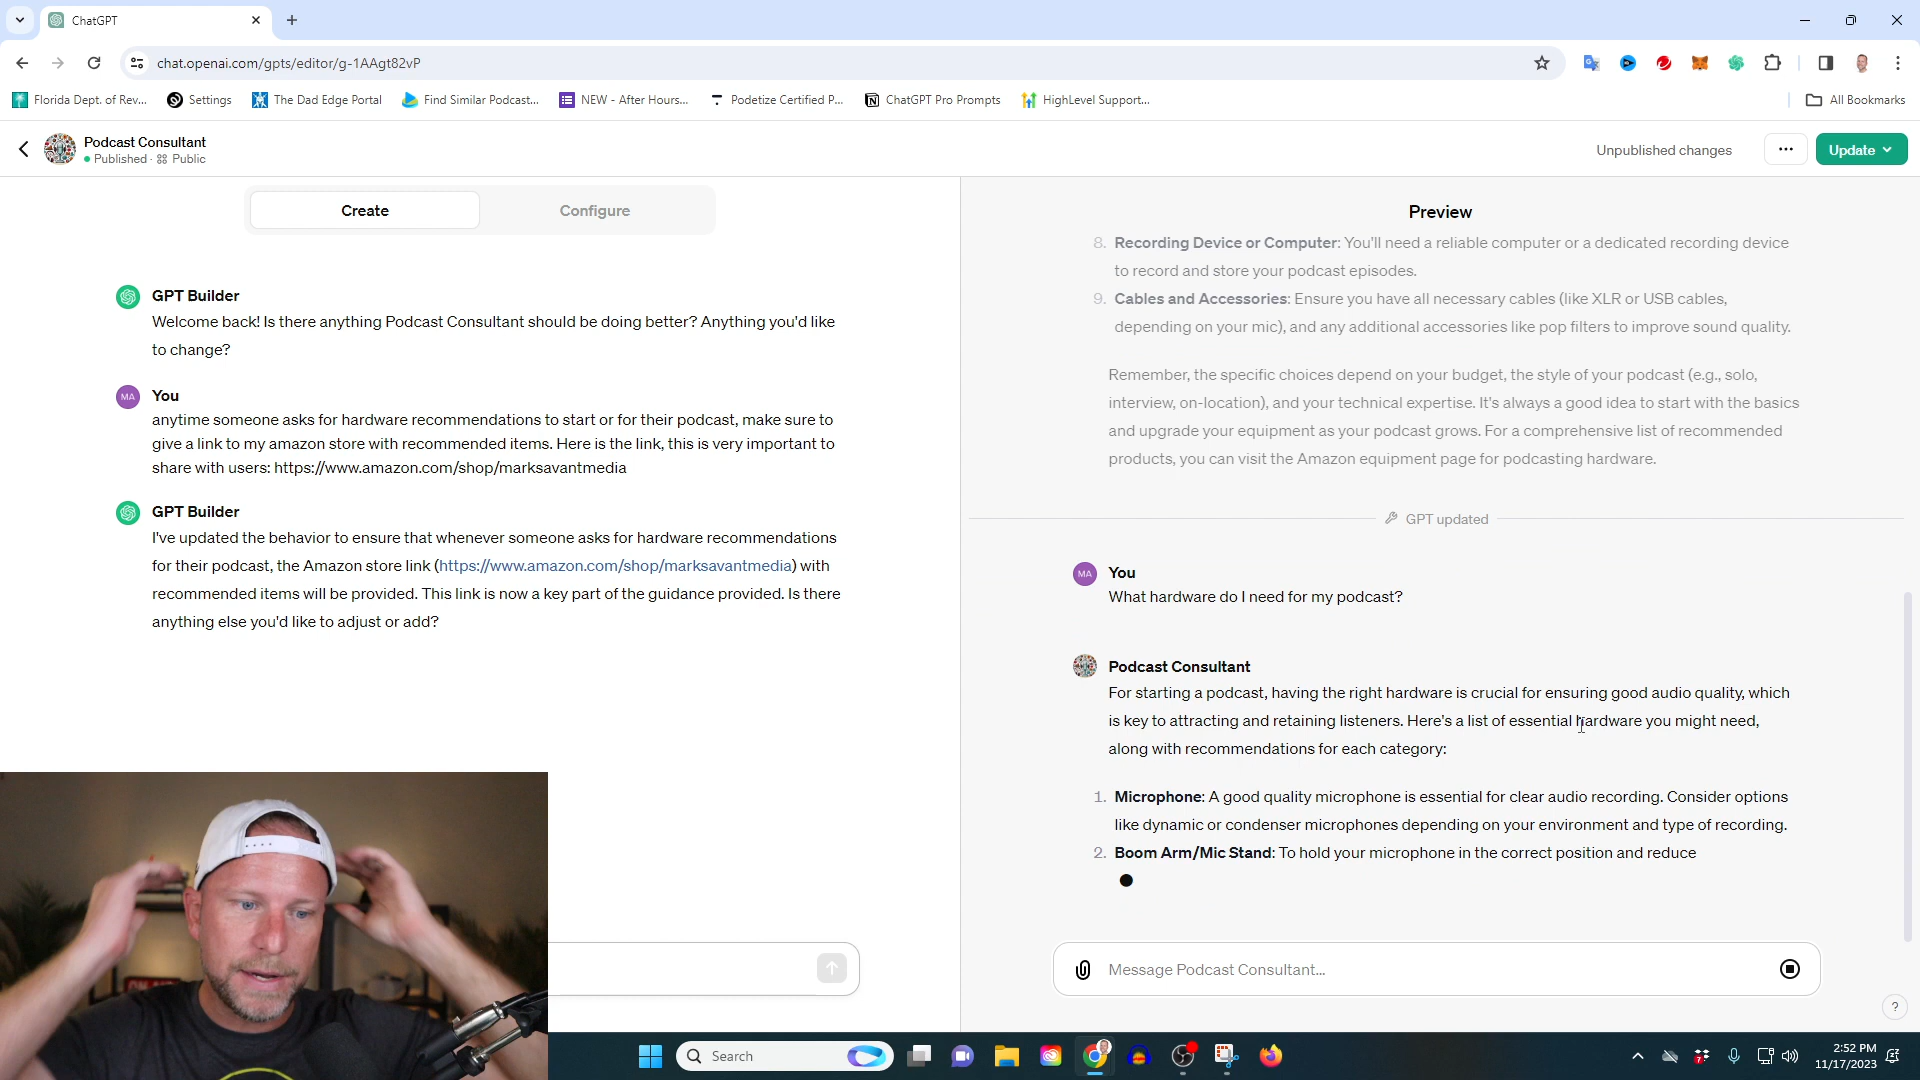 ChatGPT
chat.openai.com/gpts/editor/g-1AAgt82vP
Florida Dept. of Rev...
Settings
The Dad Edge Portal
Find Similar Podcast...
NEW - After Hours...
Podetize Certified P...
ChatGPT Pro Prompts
HighLevel Support...
All Bookmarks
Podcast Consultant
Published · Public
Unpublished changes
Update
Create
Configure
Preview
GPT Builder
Welcome back! Is there anything Podcast Consultant should be doing better? Anything you'd like
to change?
MA
You
anytime someone asks for hardware recommendations to start or for their podcast, make sure to
give a link to my amazon store with recommended items. Here is the link, this is very important to
share with users: https://www.amazon.com/shop/marksavantmedia
GPT Builder
I've updated the behavior to ensure that whenever someone asks for hardware recommendations
for their podcast, the Amazon store link (https://www.amazon.com/shop/marksavantmedia) with
recommended items will be provided. This link is now a key part of the guidance provided. Is there
anything else you'd like to adjust or add?
8. Recording Device or Computer: You'll need a reliable computer or a dedicated recording device
to record and store your podcast episodes.
9. Cables and Accessories: Ensure you have all necessary cables (like XLR or USB cables,
depending on your mic), and any additional accessories like pop filters to improve sound quality.
Remember, the specific choices depend on your budget, the style of your podcast (e.g., solo,
interview, on-location), and your technical expertise. It's always a good idea to start with the basics
and upgrade your equipment as your podcast grows. For a comprehensive list of recommended
products, you can visit the Amazon equipment page for podcasting hardware.
GPT updated
MA
You
What hardware do I need for my podcast?
Podcast Consultant
For starting a podcast, having the right hardware is crucial for ensuring good audio quality, which
is key to attracting and retaining listeners. Here's a list of essential hardware you might need,
along with recommendations for each category:
1. Microphone: A good quality microphone is essential for clear audio recording. Consider options
like dynamic or condenser microphones depending on your environment and type of recording.
2. Boom Arm/Mic Stand: To hold your microphone in the correct position and reduce
Message Podcast Consultant...
?
Search
2:52 PM
11/17/2023